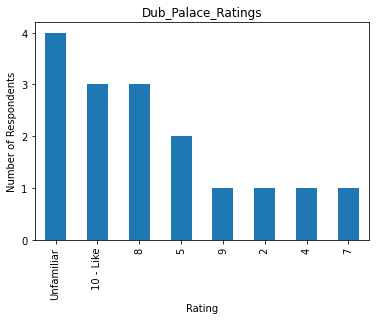 Dub_Palace_Ratings
Number of Respondents
4
3
2
1
0
Unfamiliar
10 - Like
8
5
9
2
4
7
Rating